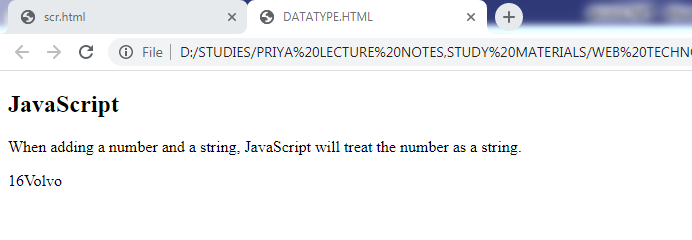 scr.html
DATATYPE.HTML
File
D:/STUDIES/PRIYA%20LECTURE%20NOTES,STUDY%20MATERIALS/WEB%20TECHN
JavaScript
When adding a number and a string, JavaScript will treat the number as a string.
16Volvo